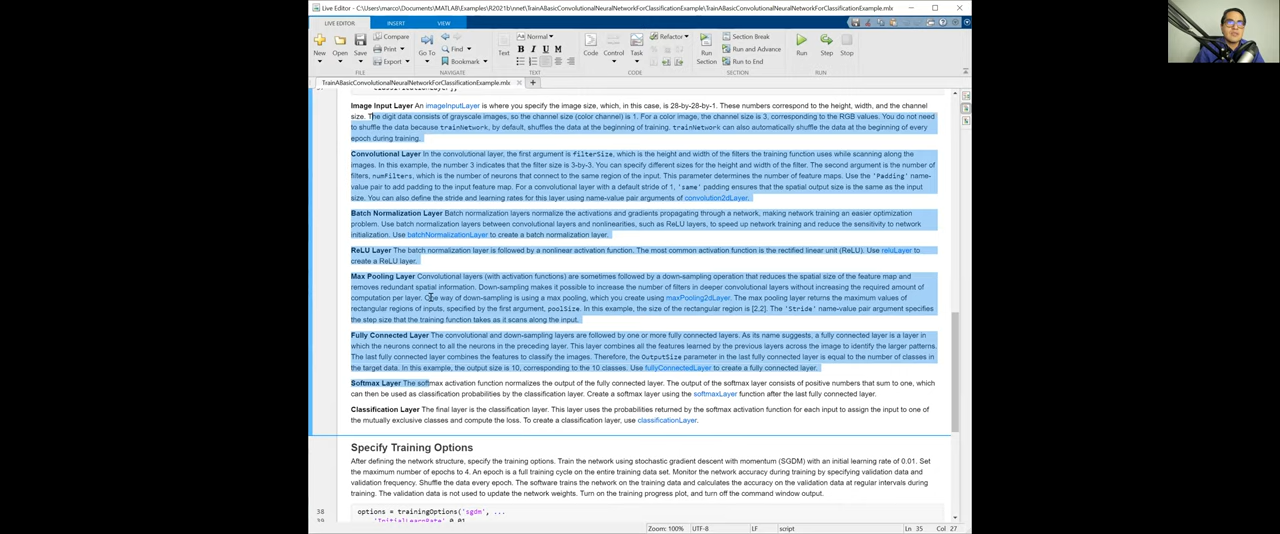 Live Editor - C:\Users\marco\Documents\MATLAB\Examples\R2021b\nnet\TrainABasicConvolutionalNeuralNetworkForClassificationExample\TrainABasicConvolutionalNeuralNetworkForClassificationExample.mlx
LIVE EDITOR INSERT VIEW
New Open Save Compare Print Export Go To Find Bookmark Text Normal B I U M Code Control Task Refactor Run Section Section Break Run and Advance Run to End Run Step Stop
FILE NAVIGATE TEXT CODE SECTION RUN
TrainABasicConvolutionalNeuralNetworkForClassificationExample.mlx
Image Input Layer An imageInputLayer is where you specify the image size, which, in this case, is 28-by-28-by-1. These numbers correspond to the height, width, and the channel
size. The digit data consists of grayscale images, so the channel size (color channel) is 1. For a color image, the channel size is 3, corresponding to the RGB values. You do not need
to shuffle the data because trainNetwork, by default, shuffles the data at the beginning of training. trainNetwork can also automatically shuffle the data at the beginning of every
epoch during training.
Convolutional Layer In the convolutional layer, the first argument is filterSize, which is the height and width of the filters the training function uses while scanning along the
images. In this example, the number 3 indicates that the filter size is 3-by-3. You can specify different sizes for the height and width of the filter. The second argument is the number of
filters, numFilters, which is the number of neurons that connect to the same region of the input. This parameter determines the number of feature maps. Use the 'Padding' name-
value pair to add padding to the input feature map. For a convolutional layer with a default stride of 1, 'same' padding ensures that the spatial output size is the same as the input
size. You can also define the stride and learning rates for this layer using name-value pair arguments of convolution2dLayer.
Batch Normalization Layer Batch normalization layers normalize the activations and gradients propagating through a network, making network training an easier optimization
problem. Use batch normalization layers between convolutional layers and nonlinearities, such as ReLU layers, to speed up network training and reduce the sensitivity to network
initialization. Use batchNormalizationLayer to create a batch normalization layer.
ReLU Layer The batch normalization layer is followed by a nonlinear activation function. The most common activation function is the rectified linear unit (ReLU). Use reluLayer to
create a ReLU layer.
Max Pooling Layer Convolutional layers (with activation functions) are sometimes followed by a down-sampling operation that reduces the spatial size of the feature map and
removes redundant spatial information. Down-sampling makes it possible to increase the number of filters in deeper convolutional layers without increasing the required amount of
computation per layer. One way of down-sampling is using a max pooling, which you create using maxPooling2dLayer. The max pooling layer returns the maximum values of
rectangular regions of inputs, specified by the first argument, poolSize. In this example, the size of the rectangular region is [2,2]. The 'Stride' name-value pair argument specifies
the step size that the training function takes as it scans along the input.
Fully Connected Layer The convolutional and down-sampling layers are followed by one or more fully connected layers. As its name suggests, a fully connected layer is a layer in
which the neurons connect to all the neurons in the preceding layer. This layer combines all the features learned by the previous layers across the image to identify the larger patterns.
The last fully connected layer combines the features to classify the images. Therefore, the OutputSize parameter in the last fully connected layer is equal to the number of classes in
the target data. In this example, the output size is 10, corresponding to the 10 classes. Use fullyConnectedLayer to create a fully connected layer.
Softmax Layer The softmax activation function normalizes the output of the fully connected layer. The output of the softmax layer consists of positive numbers that sum to one, which
can then be used as classification probabilities by the classification layer. Create a softmax layer using the softmaxLayer function after the last fully connected layer.
Classification Layer The final layer is the classification layer. This layer uses the probabilities returned by the softmax activation function for each input to assign the input to one of
the mutually exclusive classes and compute the loss. To create a classification layer, use classificationLayer.
Specify Training Options
After defining the network structure, specify the training options. Train the network using stochastic gradient descent with momentum (SGDM) with an initial learning rate of 0.01. Set
the maximum number of epochs to 4. An epoch is a full training cycle on the entire training data set. Monitor the network accuracy during training by specifying validation data and
validation frequency. Shuffle the data every epoch. The software trains the network on the training data and calculates the accuracy on the validation data at regular intervals during
training. The validation data is not used to update the network weights. Turn on the training progress plot, and turn off the command window output.
38 options = trainingOptions('sgdm', ...
Zoom: 100% UTF-8 LF script Ln 35 Col 27